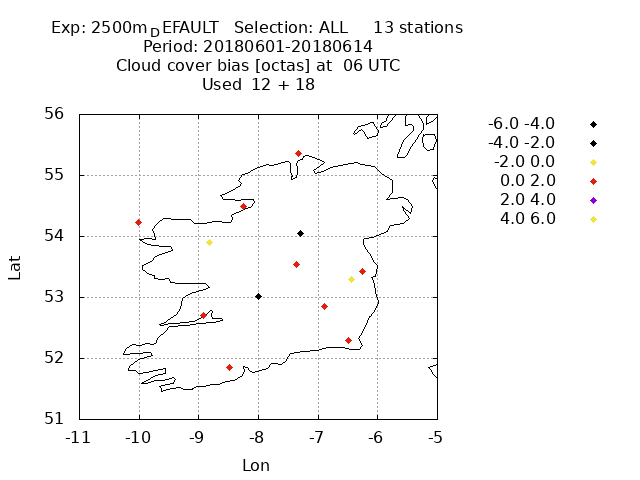 Exp: 2500mDEFAULT Selection: ALL 13 stations
Period: 20180601-20180614
Cloud cover bias [octas] at 06 UTC
Used 12 + 18
56
55
54
53
52
51
-11 -10 -9 -8 -7 -6 -5
Lat
Lon
-6.0 -4.0
-4.0 -2.0
-2.0 0.0
0.0 2.0
2.0 4.0
4.0 6.0